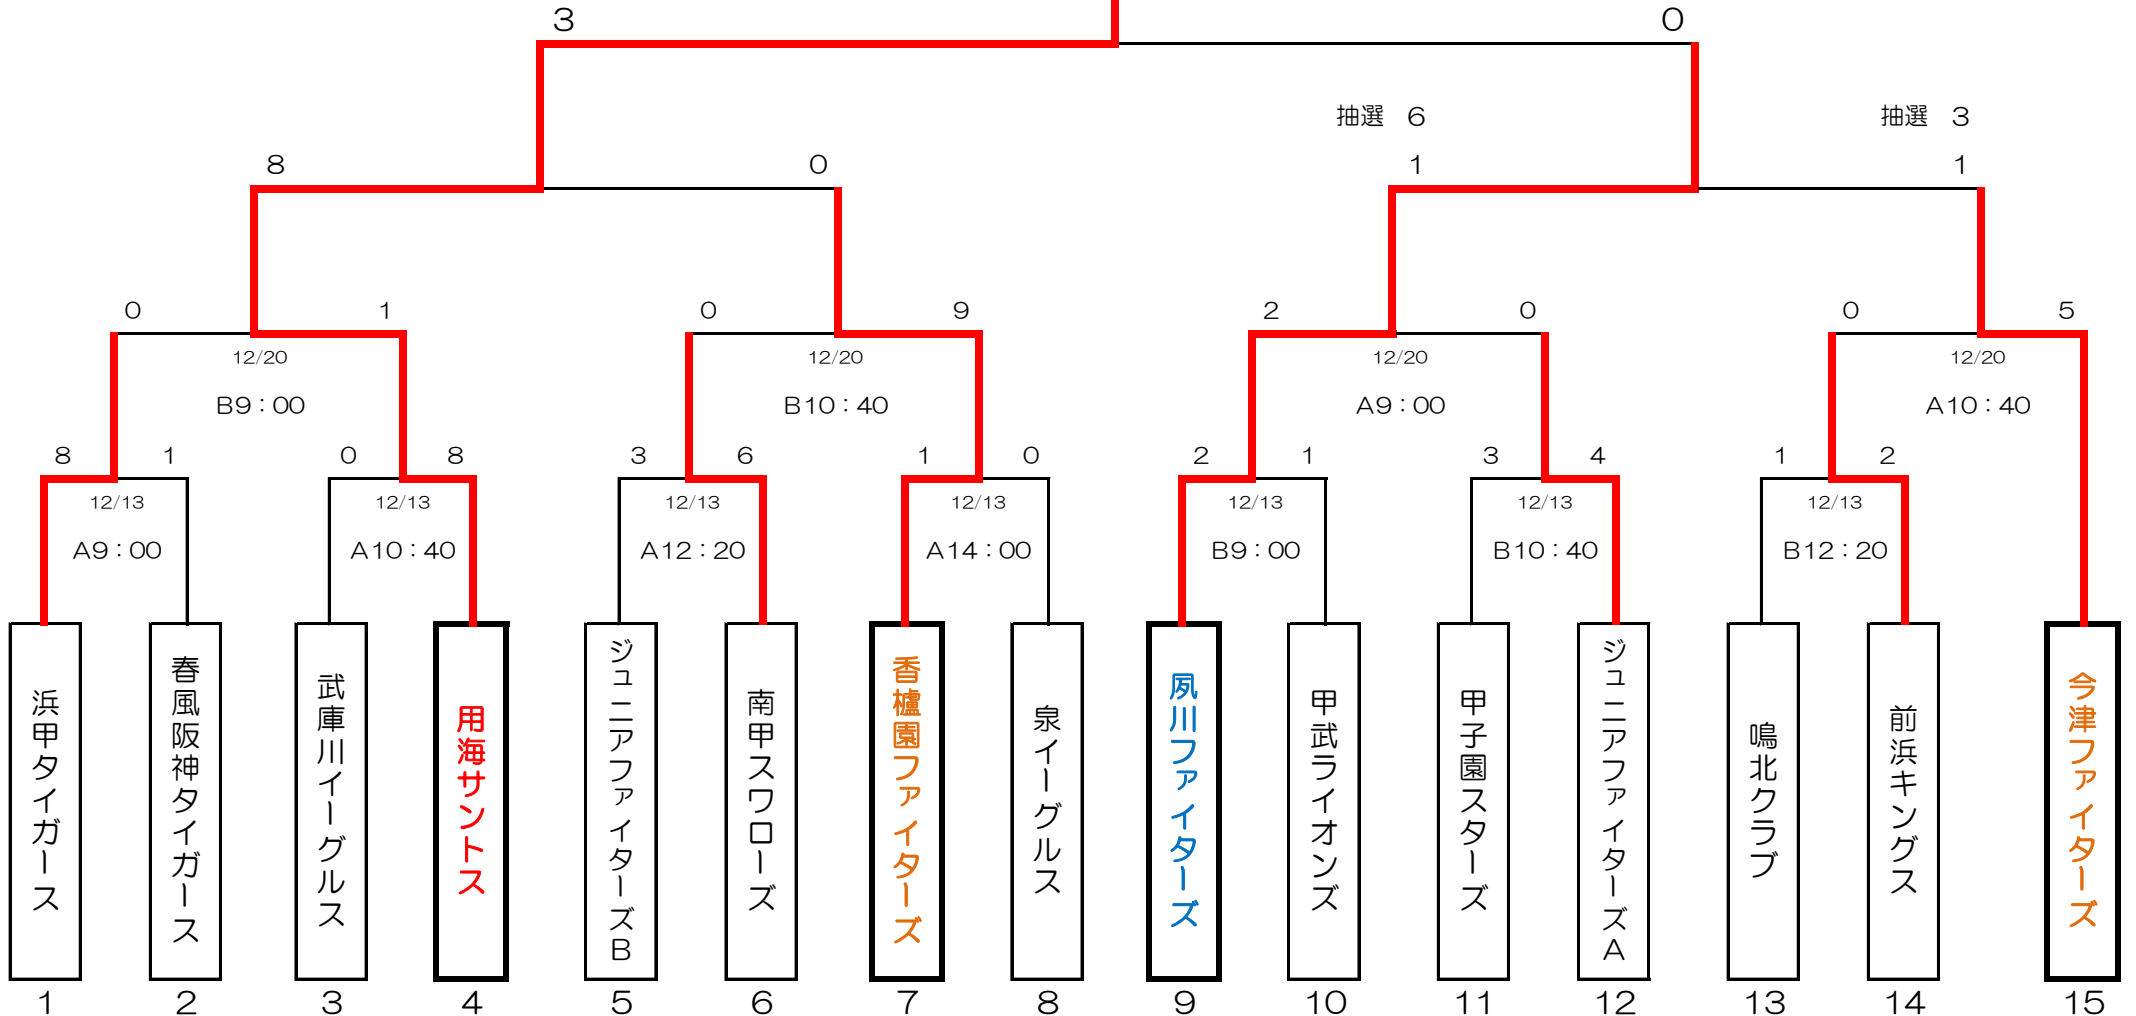 3 0
抽選 6 抽選 3
8 0 1 1
0 1 0 9 2 0 0 5
12/20 12/20 12/20 12/20
B9：00 B10：40 A9：00 A10：40
8 1 0 8 3 6 1 0 2 1 3 4 1 2
12/13 12/13 12/13 12/13 12/13 12/13 12/13
A9：00 A10：40 A12：20 A14：00 B9：00 B10：40 B12：20
浜甲タイガース
春風阪神タイガース
武庫川イーグルス
用海サントス
ジュニアファイターズB
南甲スワローズ
香櫨園ファイターズ
泉イーグルス
夙川ファイターズ
甲武ライオンズ
甲子園スターズ
ジュニアファイターズA
鳴北クラブ
前浜キングス
今津ファイターズ
1 2 3 4 5 6 7 8 9 10 11 12 13 14 15